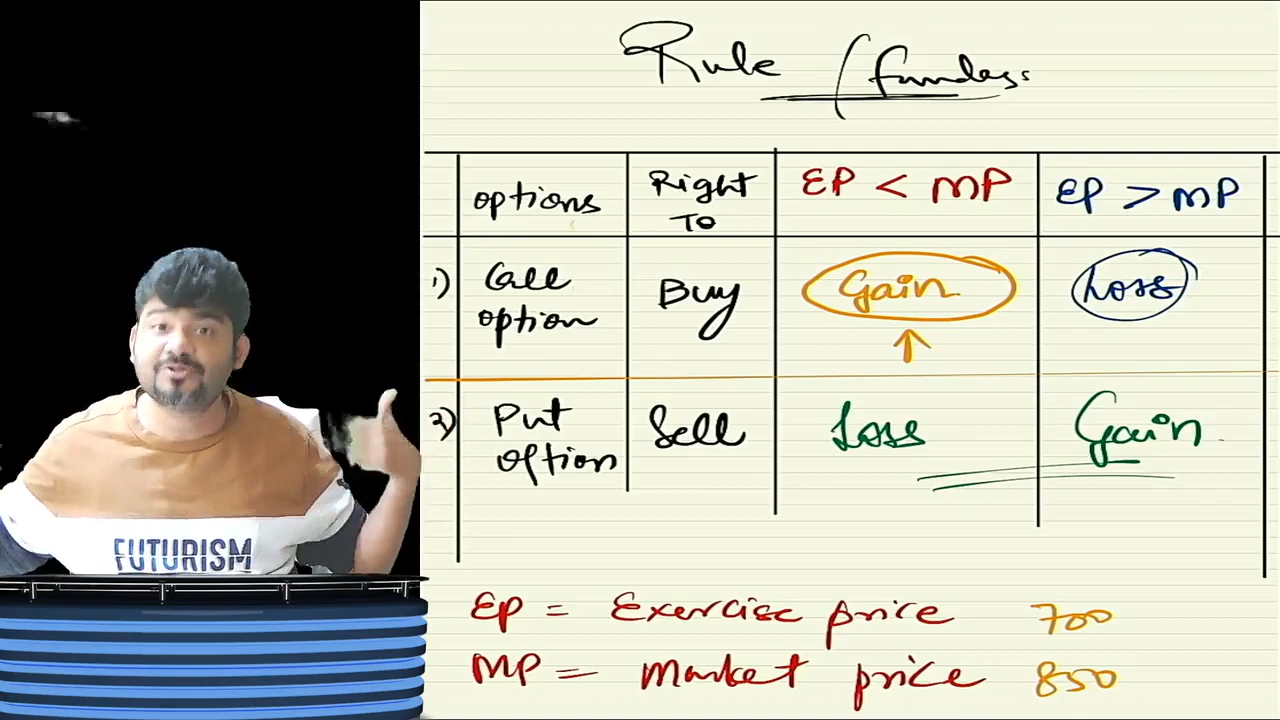 Rule / fundas:
options
Right To
EP < MP
EP > MP
1) Call option
Buy
Gain
Loss
2) Put option
Sell
Loss
Gain
EP = Exercise price 700
MP = Market price 850
FUTURISM